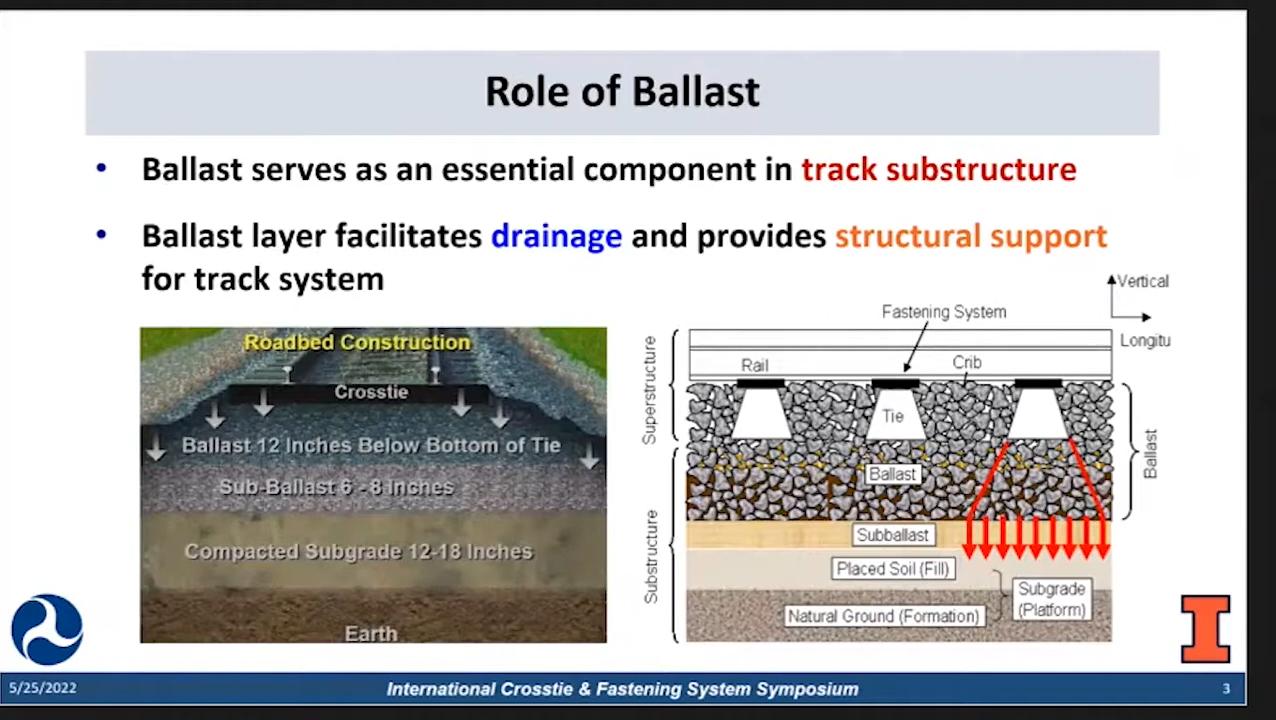 Role of Ballast
• Ballast serves as an essential component in track substructure
• Ballast layer facilitates drainage and provides structural support
for track system
Roadbed Construction
Crosstie
Ballast 12 Inches Below Bottom of Tie
Sub-Ballast 6 - 8 Inches
Compacted Subgrade 12-18 Inches
Earth
Vertical
Longitu
Fastening System
Rail
Crib
Superstructure
Tie
Ballast
Ballast
Substructure
Subballast
Placed Soil (Fill)
Subgrade
(Platform)
Natural Ground (Formation)
I
5/25/2022
International Crosstie & Fastening System Symposium
3